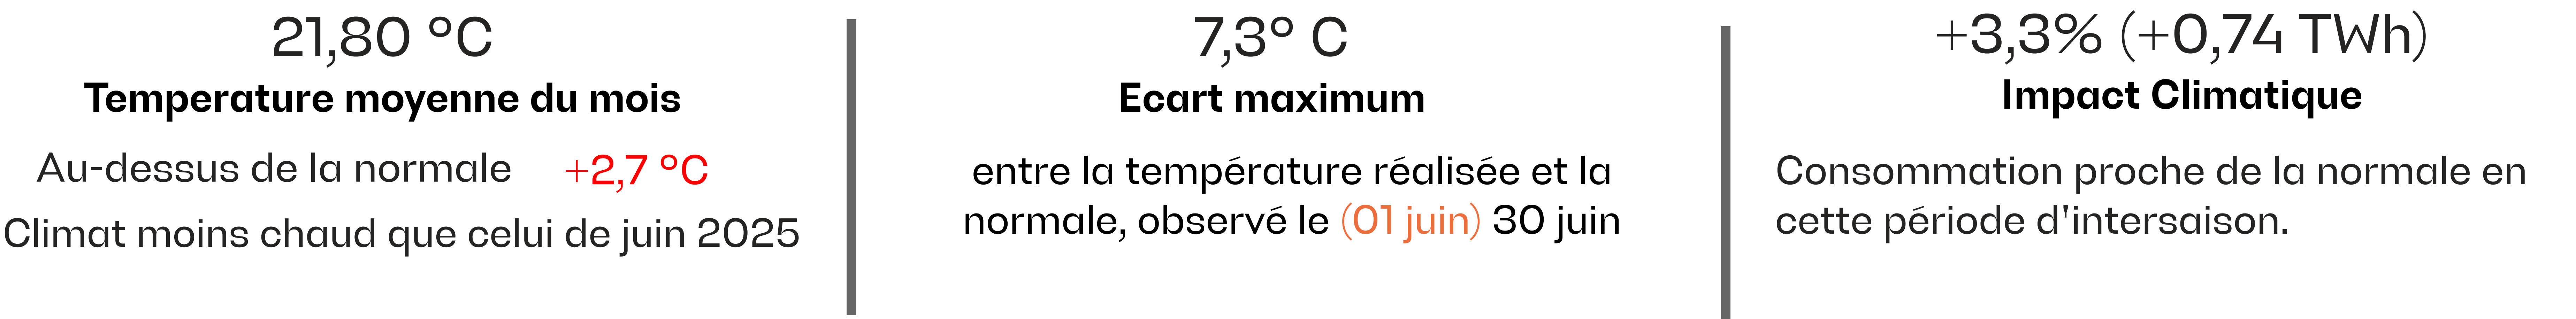 21,80 °C
Temperature moyenne du mois
Au-dessus de la normale +2,7 °C
Climat moins chaud que celui de juin 2025
7,3° C
Ecart maximum
entre la température réalisée et la
normale, observé le (01 juin) 30 juin
+3,3% (+0,74 TWh)
Impact Climatique
Consommation proche de la normale en
cette période d'intersaison.